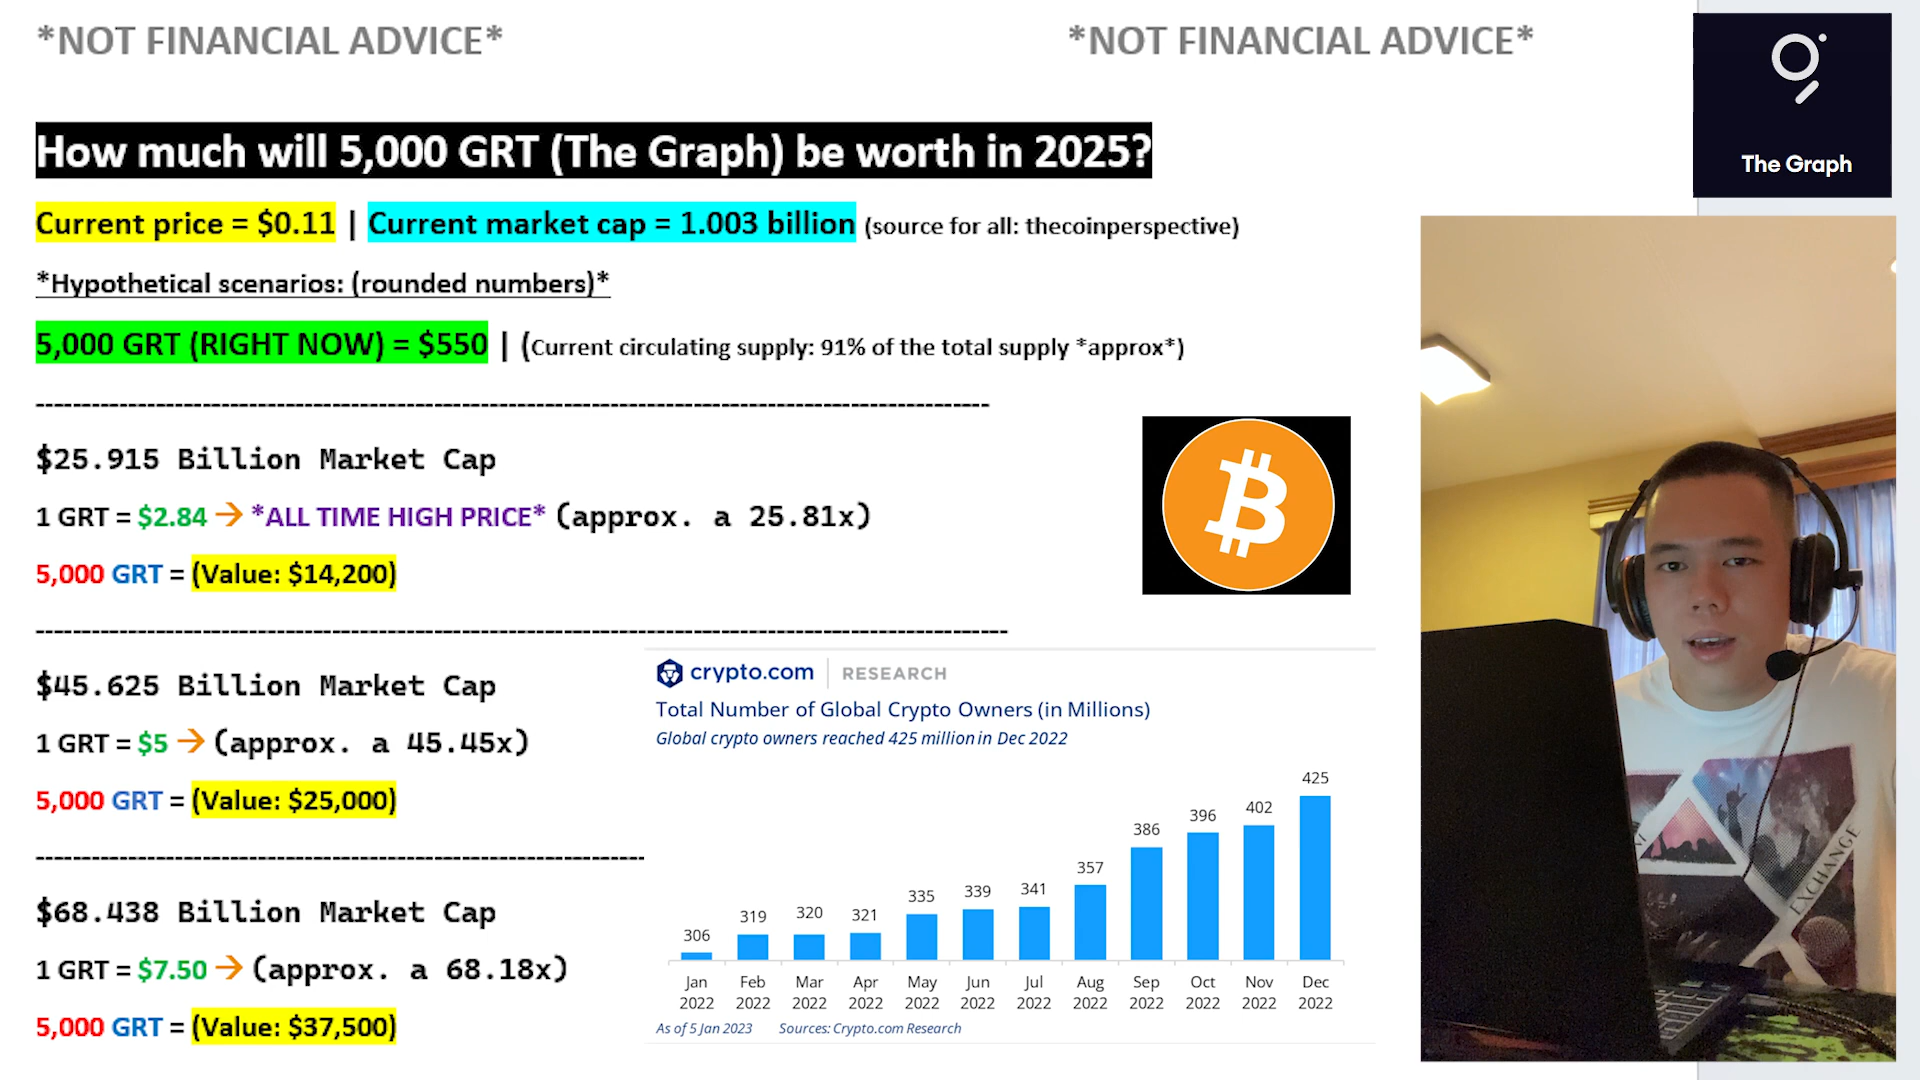 *NOT FINANCIAL ADVICE*
*NOT FINANCIAL ADVICE*
The Graph
How much will 5,000 GRT (The Graph) be worth in 2025?
Current price = $0.11 | Current market cap = 1.003 billion (source for all: thecoinperspective)
*Hypothetical scenarios: (rounded numbers)*
5,000 GRT (RIGHT NOW) = $550 | (Current circulating supply: 91% of the total supply *approx*)
$25.915 Billion Market Cap
1 GRT = $2.84 → *ALL TIME HIGH PRICE* (approx. a 25.81x)
5,000 GRT = (Value: $14,200)
$45.625 Billion Market Cap
1 GRT = $5 → (approx. a 45.45x)
5,000 GRT = (Value: $25,000)
$68.438 Billion Market Cap
1 GRT = $7.50 → (approx. a 68.18x)
5,000 GRT = (Value: $37,500)
crypto.com | RESEARCH
Total Number of Global Crypto Owners (in Millions)
Global crypto owners reached 425 million in Dec 2022
306 319 320 321 335 339 341 357 386 396 402 425
Jan Feb Mar Apr May Jun Jul Aug Sep Oct Nov Dec
2022 2022 2022 2022 2022 2022 2022 2022 2022 2022 2022 2022
As of 5 Jan 2023 Sources: Crypto.com Research
EXCHANGE